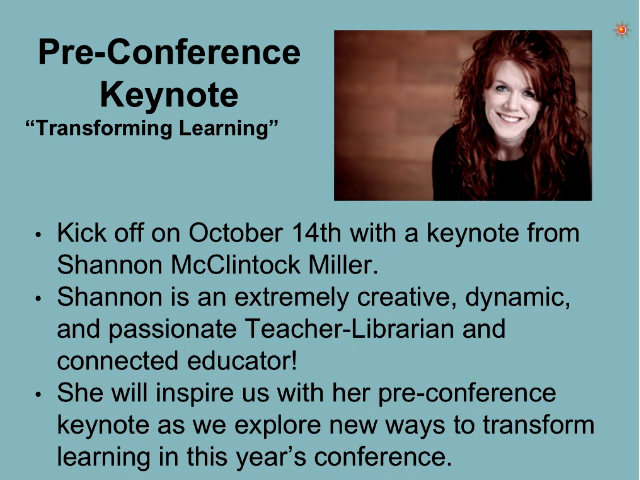 Pre-Conference
Keynote
“Transforming Learning”
• Kick off on October 14th with a keynote from
Shannon McClintock Miller.
• Shannon is an extremely creative, dynamic,
and passionate Teacher-Librarian and
connected educator!
• She will inspire us with her pre-conference
keynote as we explore new ways to transform
learning in this year’s conference.